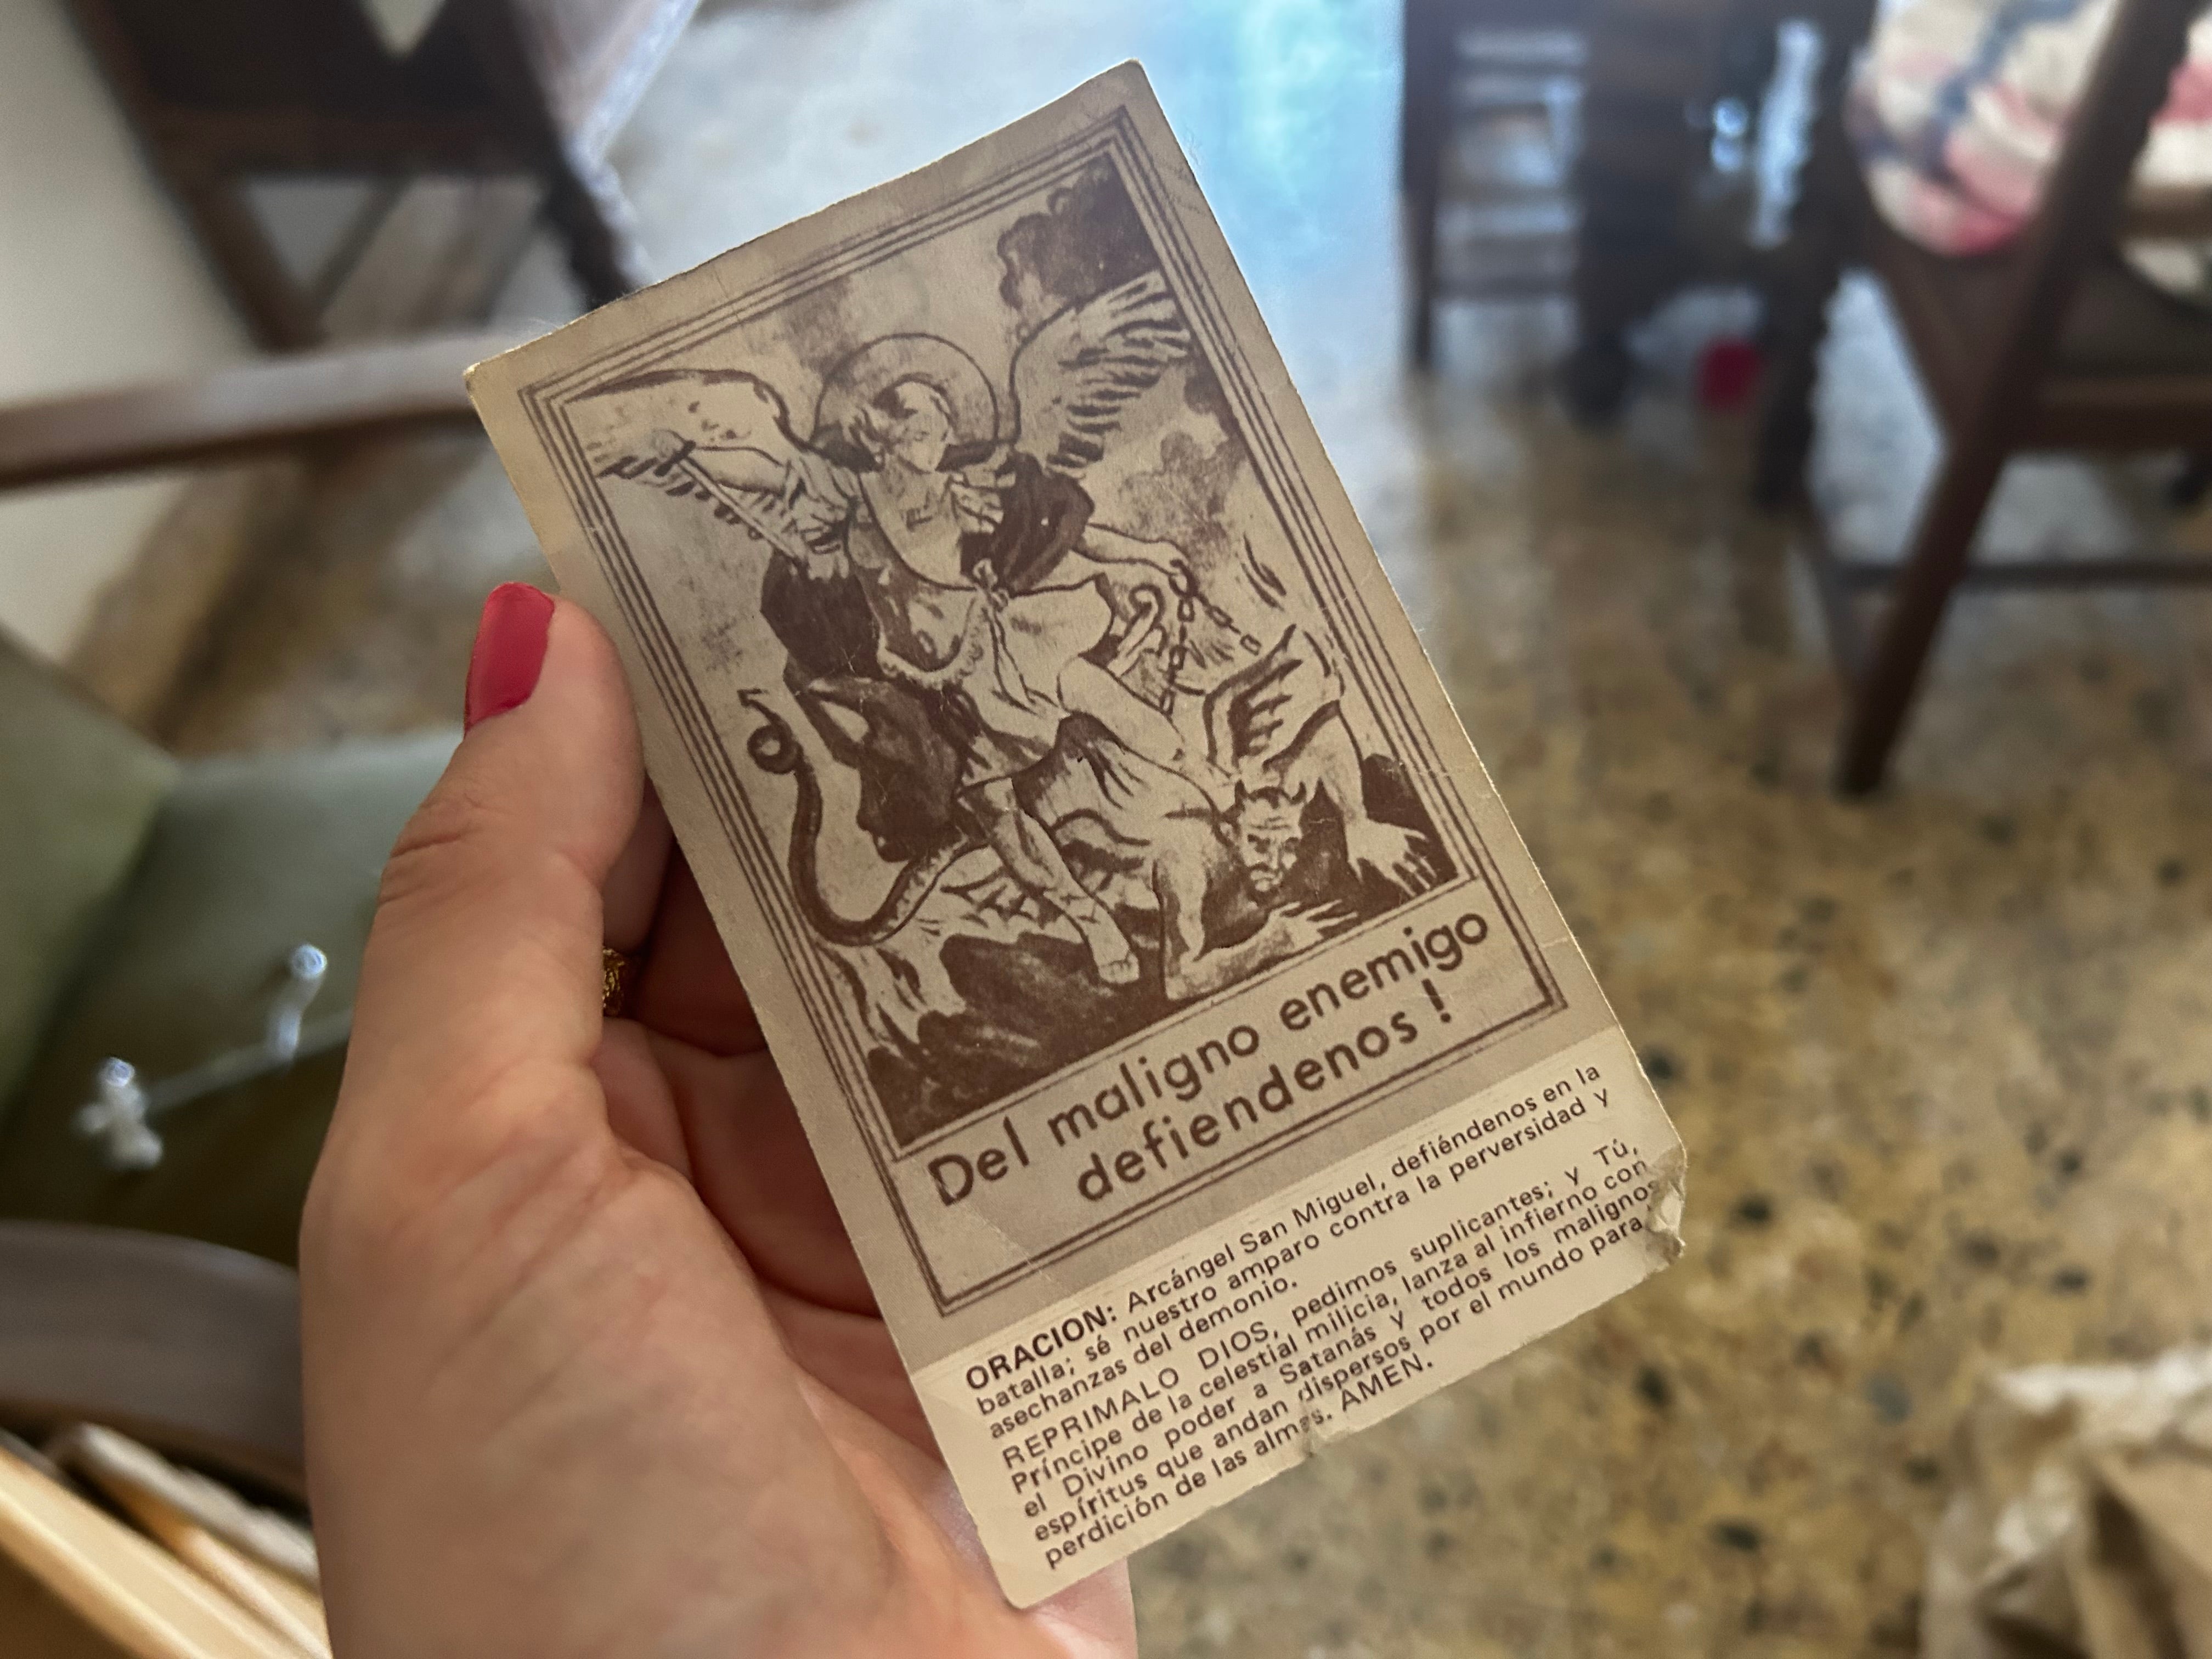 Del maligno enemigo
defiendenos !
ORACION: Arcángel San Miguel, defiéndenos en la
batalla; sé nuestro amparo contra la perversidad y
asechanzas del demonio.
REPRIMALO DIOS, pedimos suplicantes; y Tú,
Príncipe de la celestial milicia, lanza al infierno con
el Divino poder a Satanás y todos los malignos
espíritus que andan dispersos por el mundo para
perdición de las almas. AMEN.